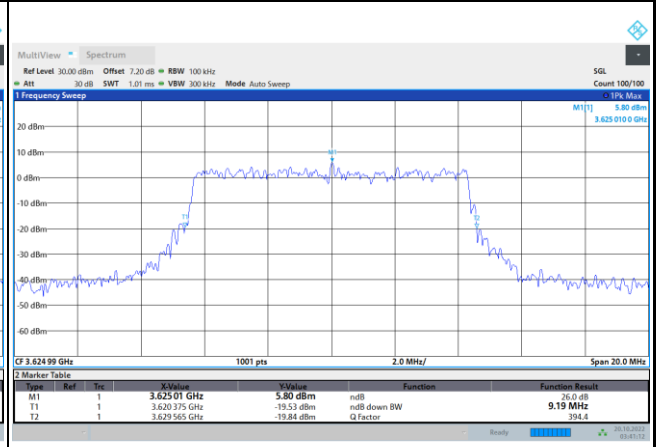 MultiView Spectrum
Ref Level 30.00 dBm Offset 7.20 dB RBW 100 kHz SGL
Att 30 dB SWT 1.01 ms VBW 300 kHz Mode Auto Sweep Count 100/100
1 Frequency Sweep 1Pk Max
M1[1] 5.80 dBm
3.625 010 0 GHz
20 dBm
M1
10 dBm
0 dBm
-10 dBm
T1 T2
-20 dBm
-30 dBm
-40 dBm
-50 dBm
-60 dBm
CF 3.624 99 GHz 1001 pts 2.0 MHz/ Span 20.0 MHz
2 Marker Table
Type Ref Trc X-Value Y-Value Function Function Result
M1 1 3.625 01 GHz 5.80 dBm ndB 26.0 dB
T1 1 3.620 375 GHz -19.53 dBm ndB down BW 9.19 MHz
T2 1 3.629 565 GHz -19.84 dBm Q Factor 394.4
Ready 20.10.2022
03:41:12